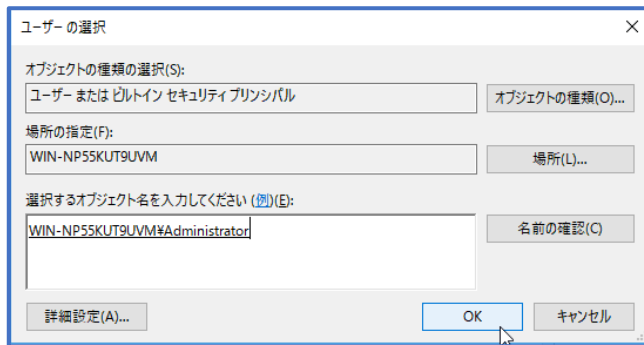 ユーザー の選択
オブジェクトの種類の選択(S):
ユーザー または ビルトイン セキュリティ プリンシパル
オブジェクトの種類(O)...
場所の指定(F):
WIN-NP55KUT9UVM
場所(L)...
選択するオブジェクト名を入力してください (例)(E):
WIN-NP55KUT9UVM¥Administrator
名前の確認(C)
詳細設定(A)...
OK
キャンセル